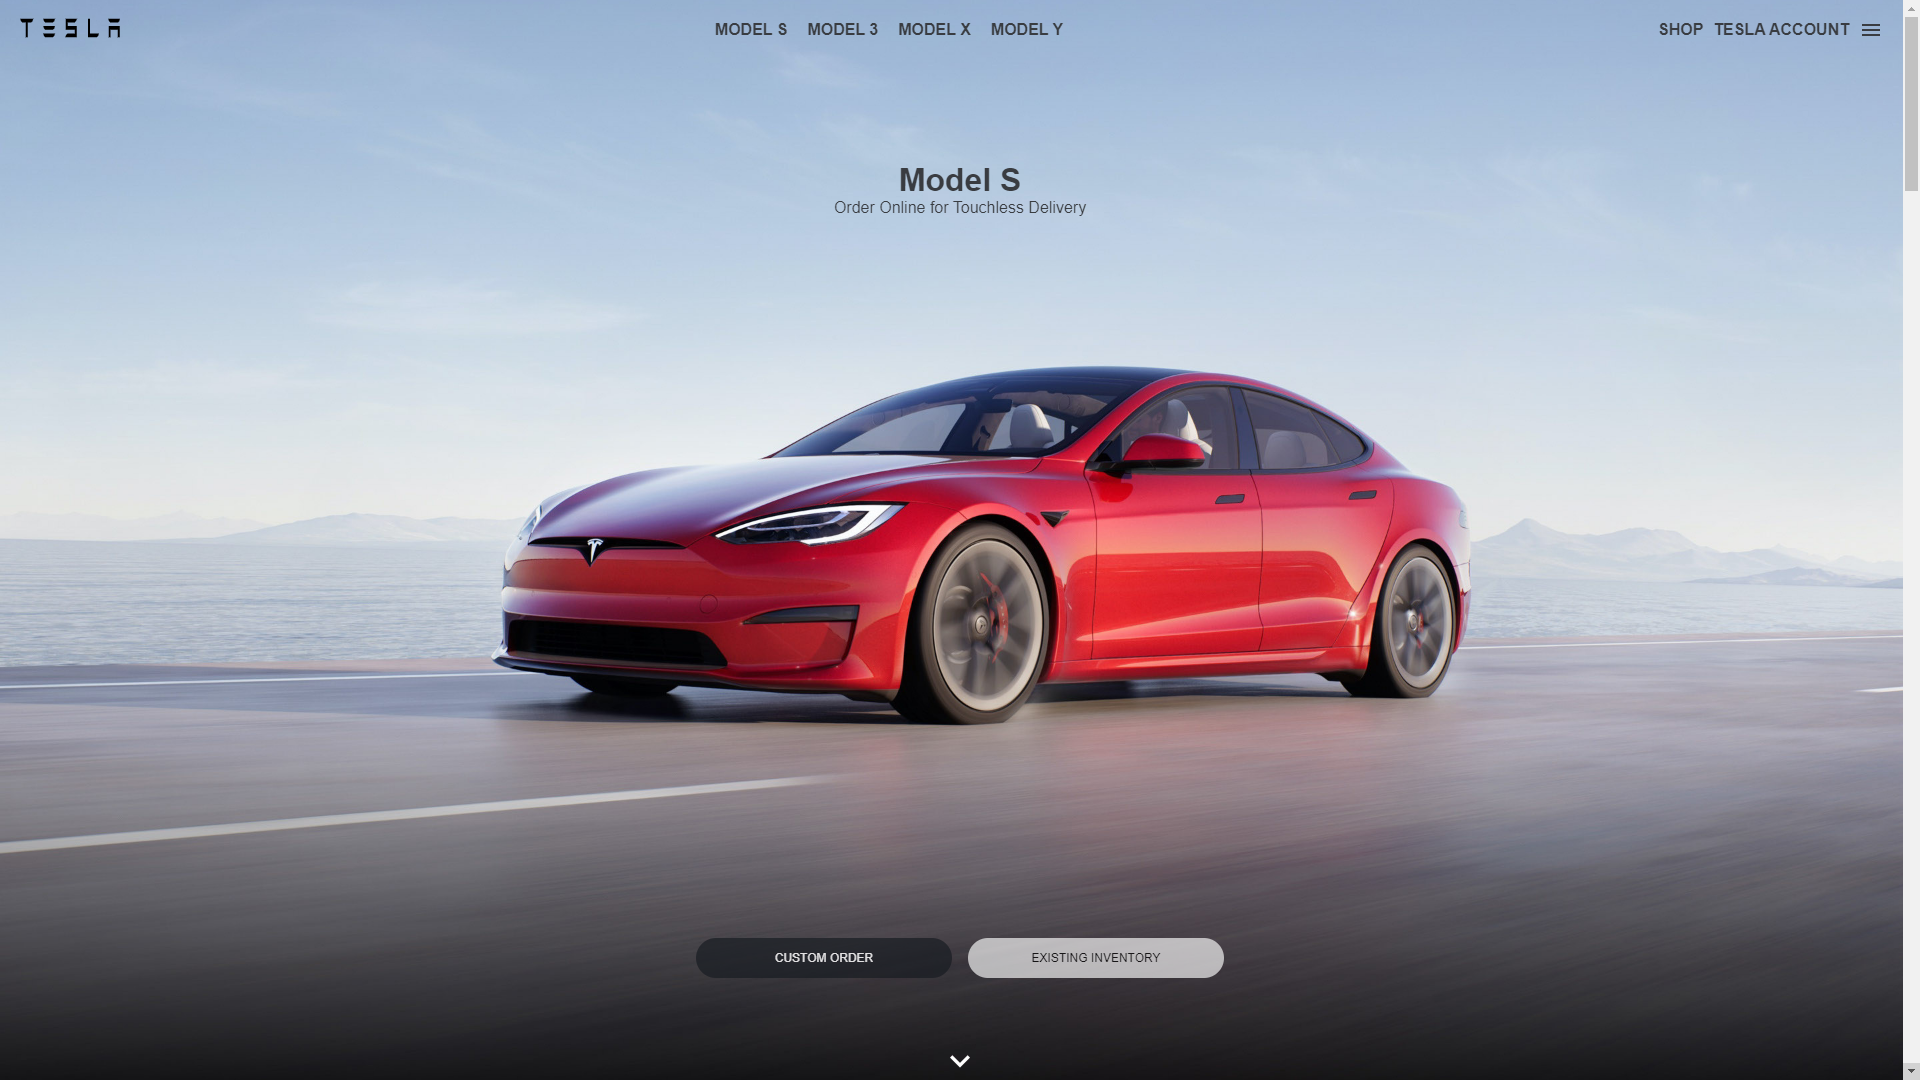 TESLA
MODEL S MODEL 3 MODEL X MODEL Y
SHOP TESLA ACCOUNT
Model S
Order Online for Touchless Delivery
CUSTOM ORDER
EXISTING INVENTORY